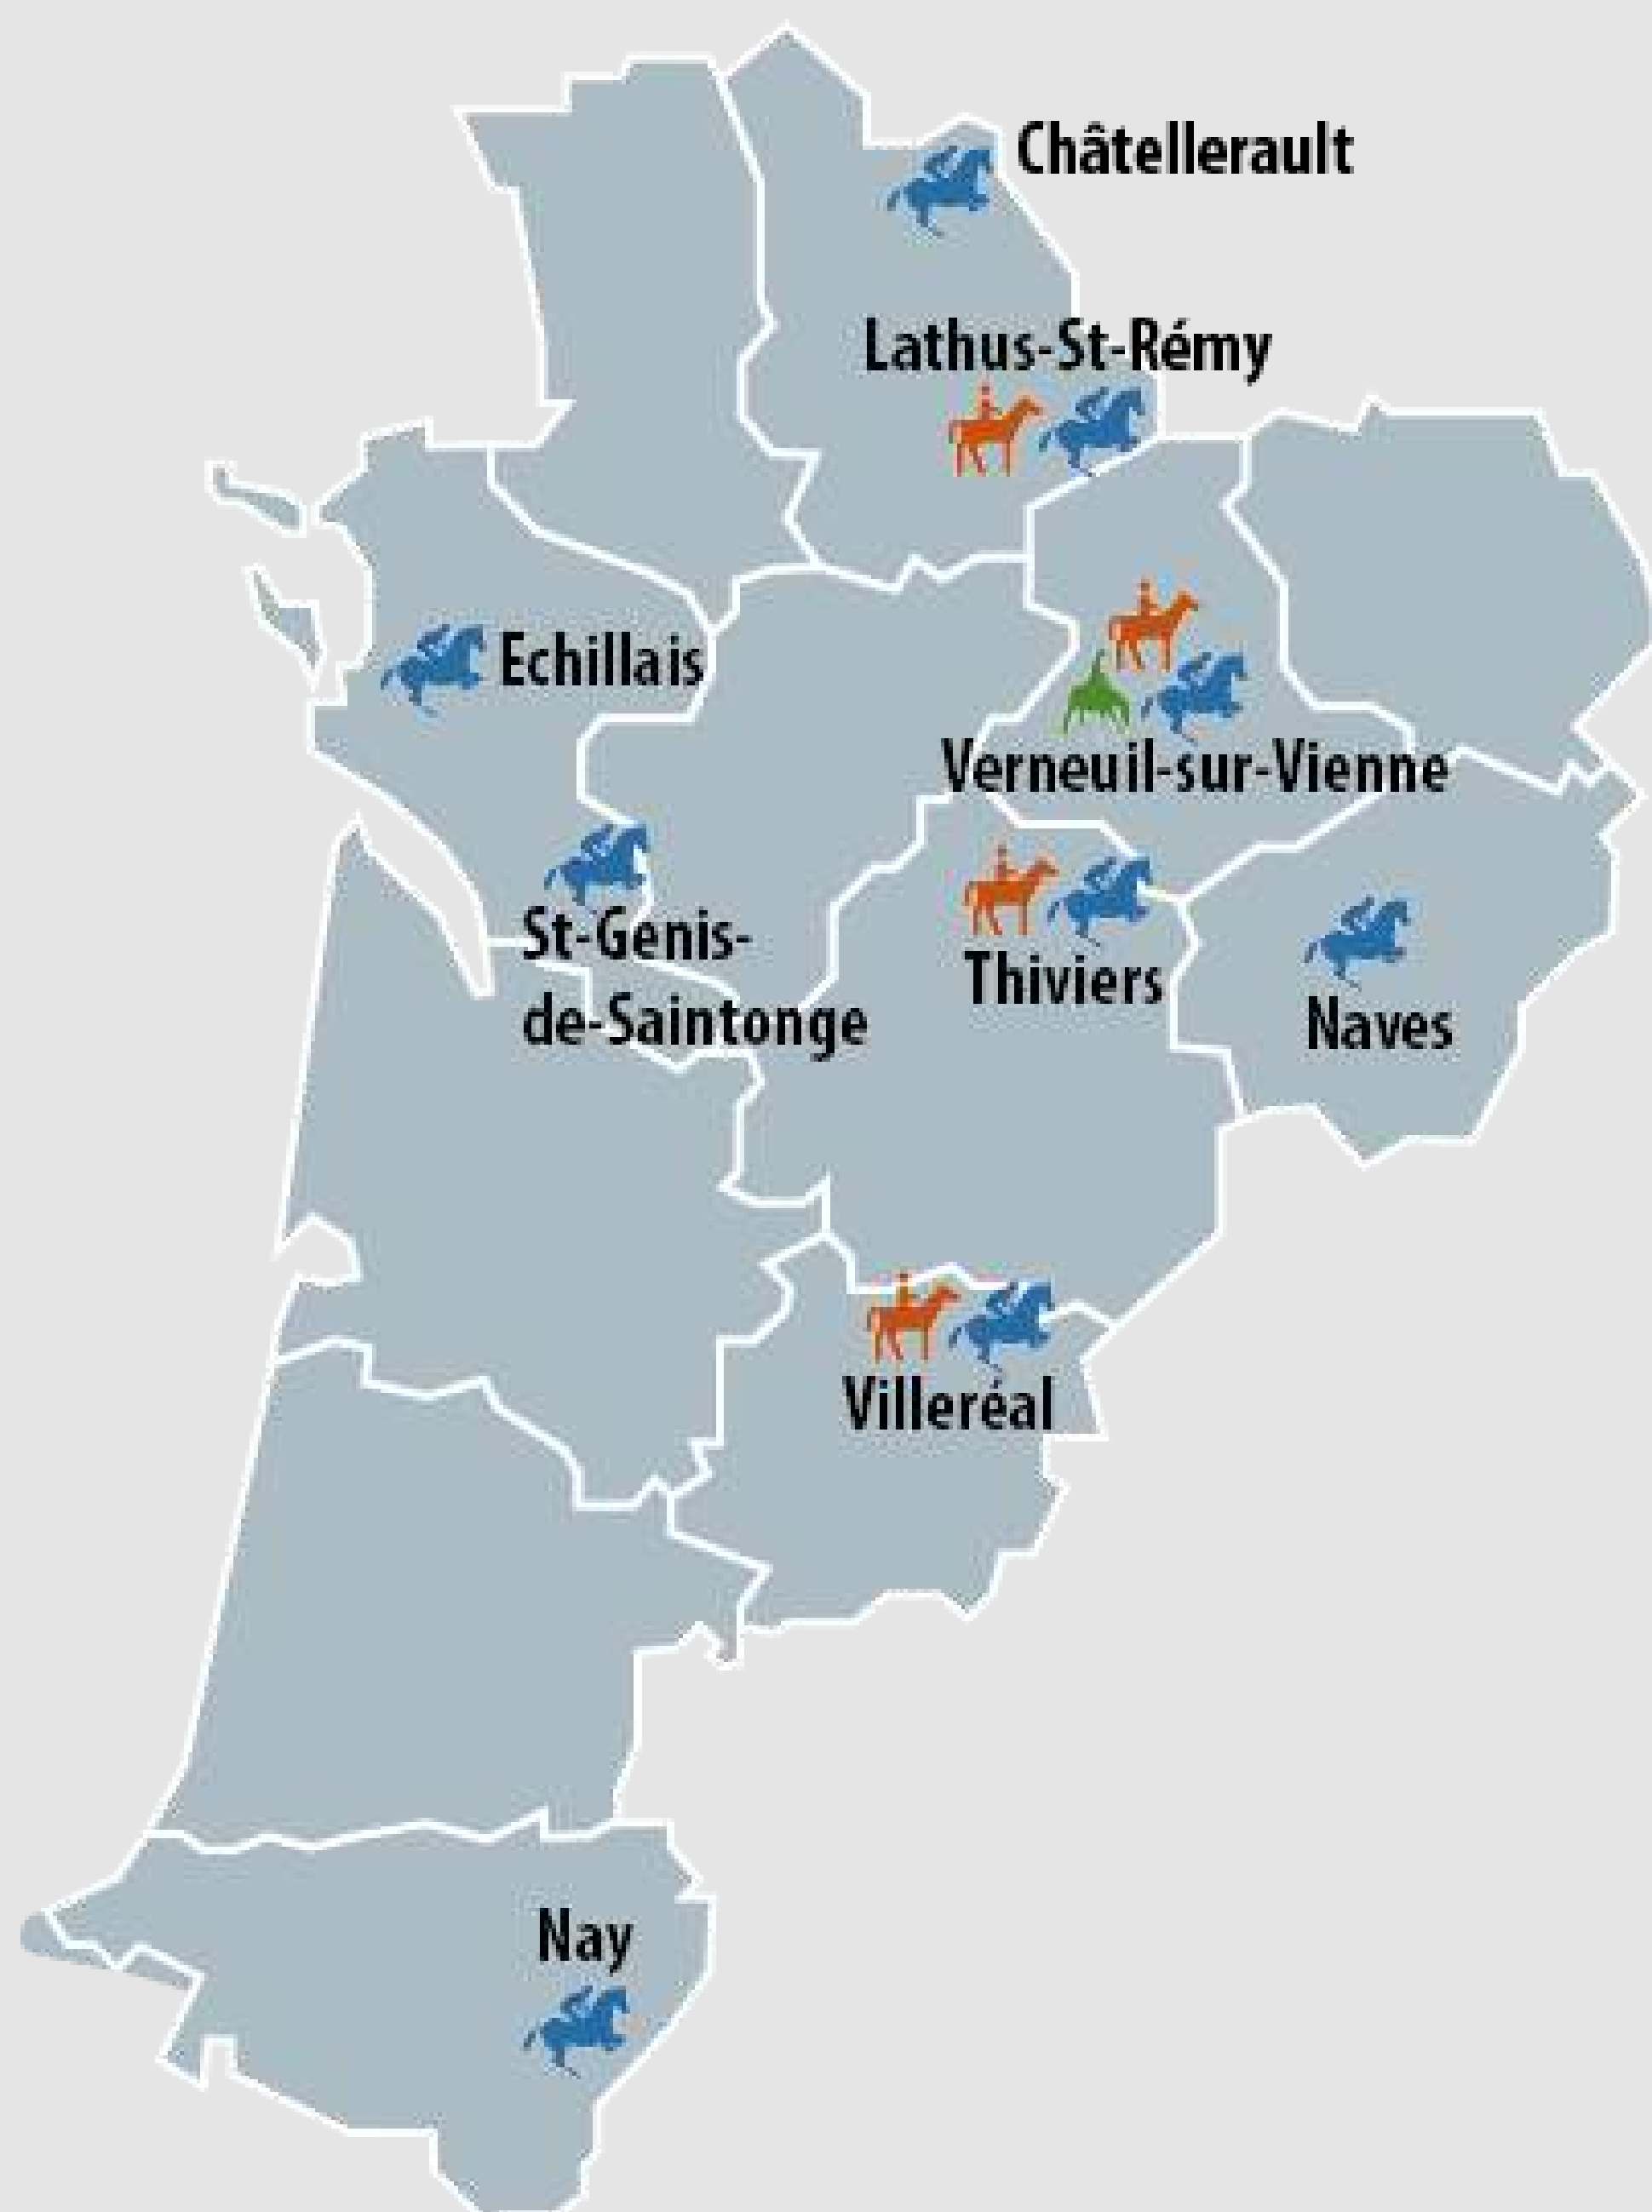 Châtellerault
Lathus-St-Rémy
Echillais
Verneuil-sur-Vienne
St-Genis-
de-Saintonge
Thiviers
Naves
Villeréal
Nay